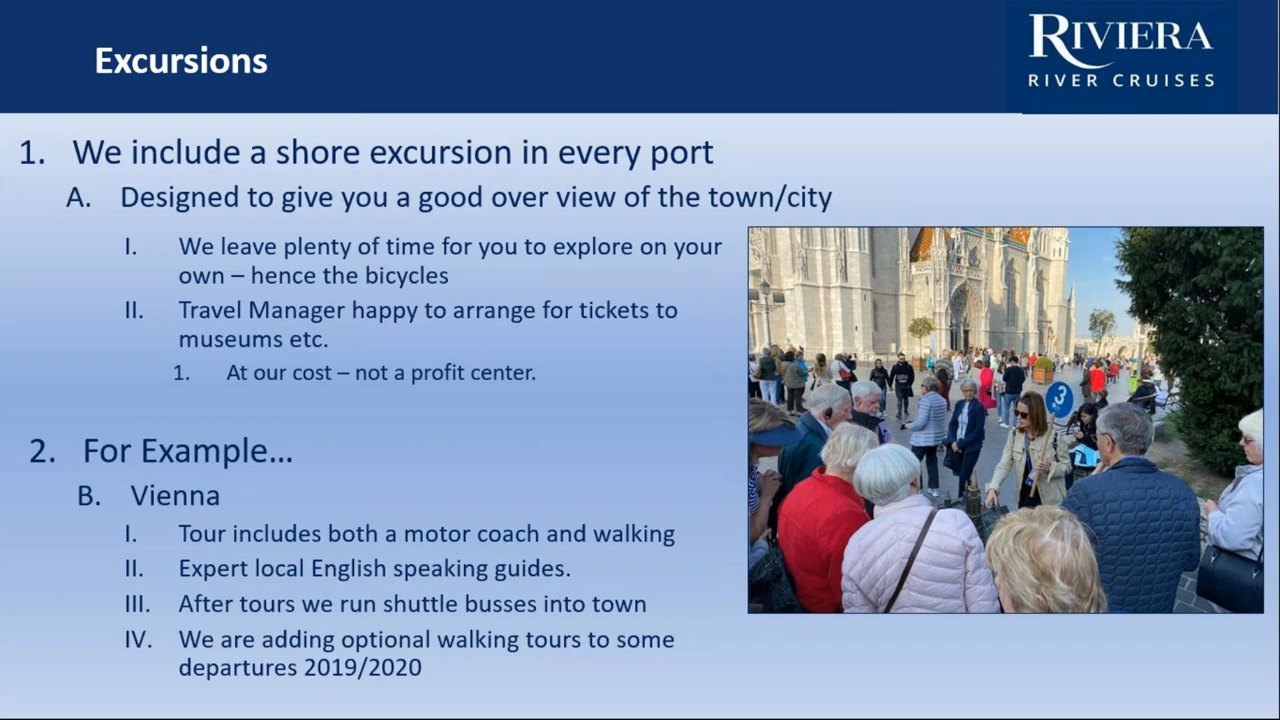 Excursions
RIVIERA
RIVER CRUISES
1. We include a shore excursion in every port
A. Designed to give you a good over view of the town/city
I. We leave plenty of time for you to explore on your
own – hence the bicycles
II. Travel Manager happy to arrange for tickets to
museums etc.
1. At our cost – not a profit center.
3
2. For Example…
B. Vienna
I. Tour includes both a motor coach and walking
II. Expert local English speaking guides.
III. After tours we run shuttle busses into town
IV. We are adding optional walking tours to some
departures 2019/2020